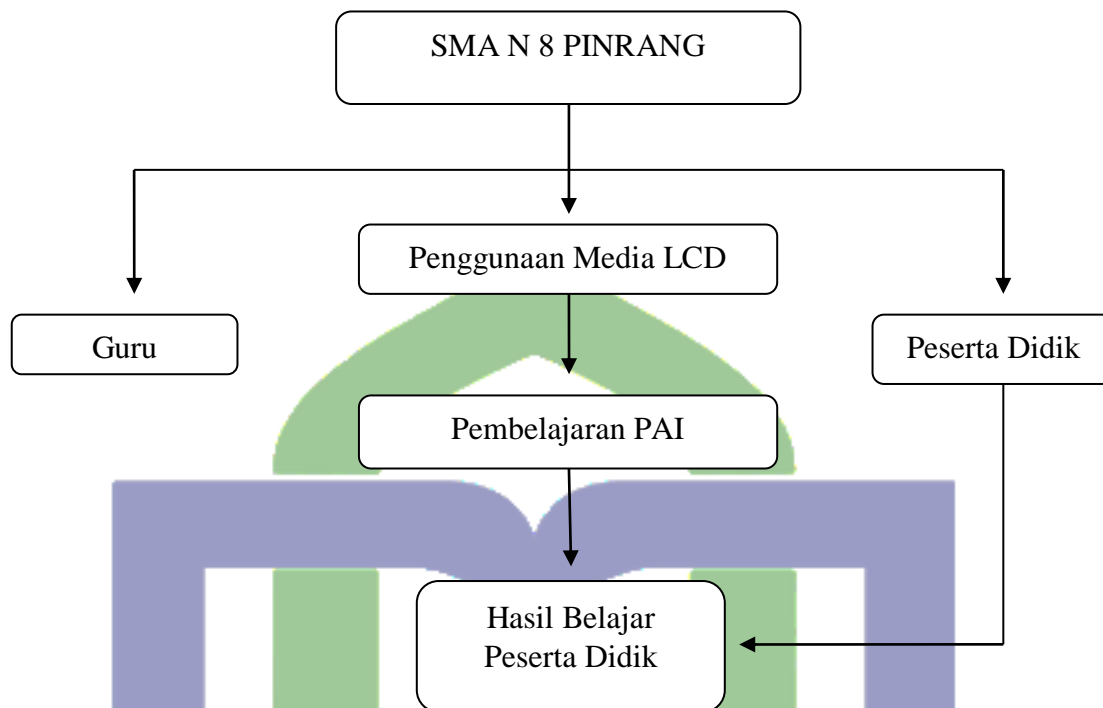 SMA N 8 PINRANG
Penggunaan Media LCD
Guru
Peserta Didik
Pembelajaran PAI
Hasil Belajar
Peserta Didik